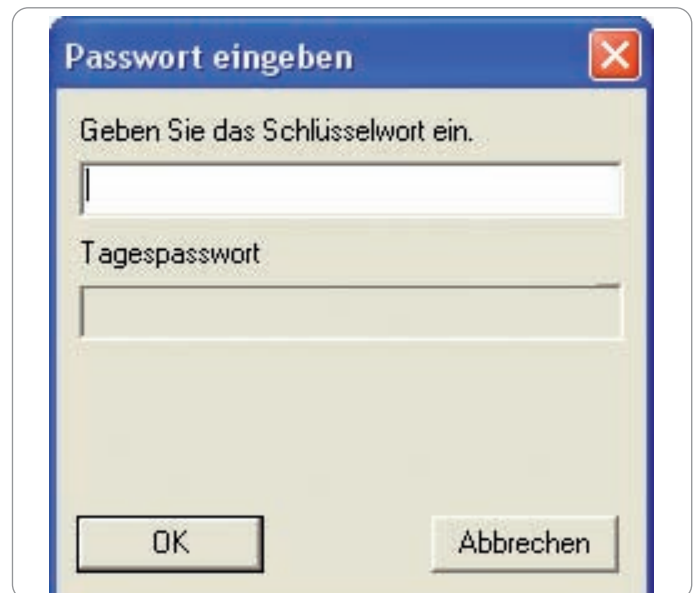 Passwort eingeben
Geben Sie das Schlüsselwort ein.
Tagespasswort
OK
Abbrechen